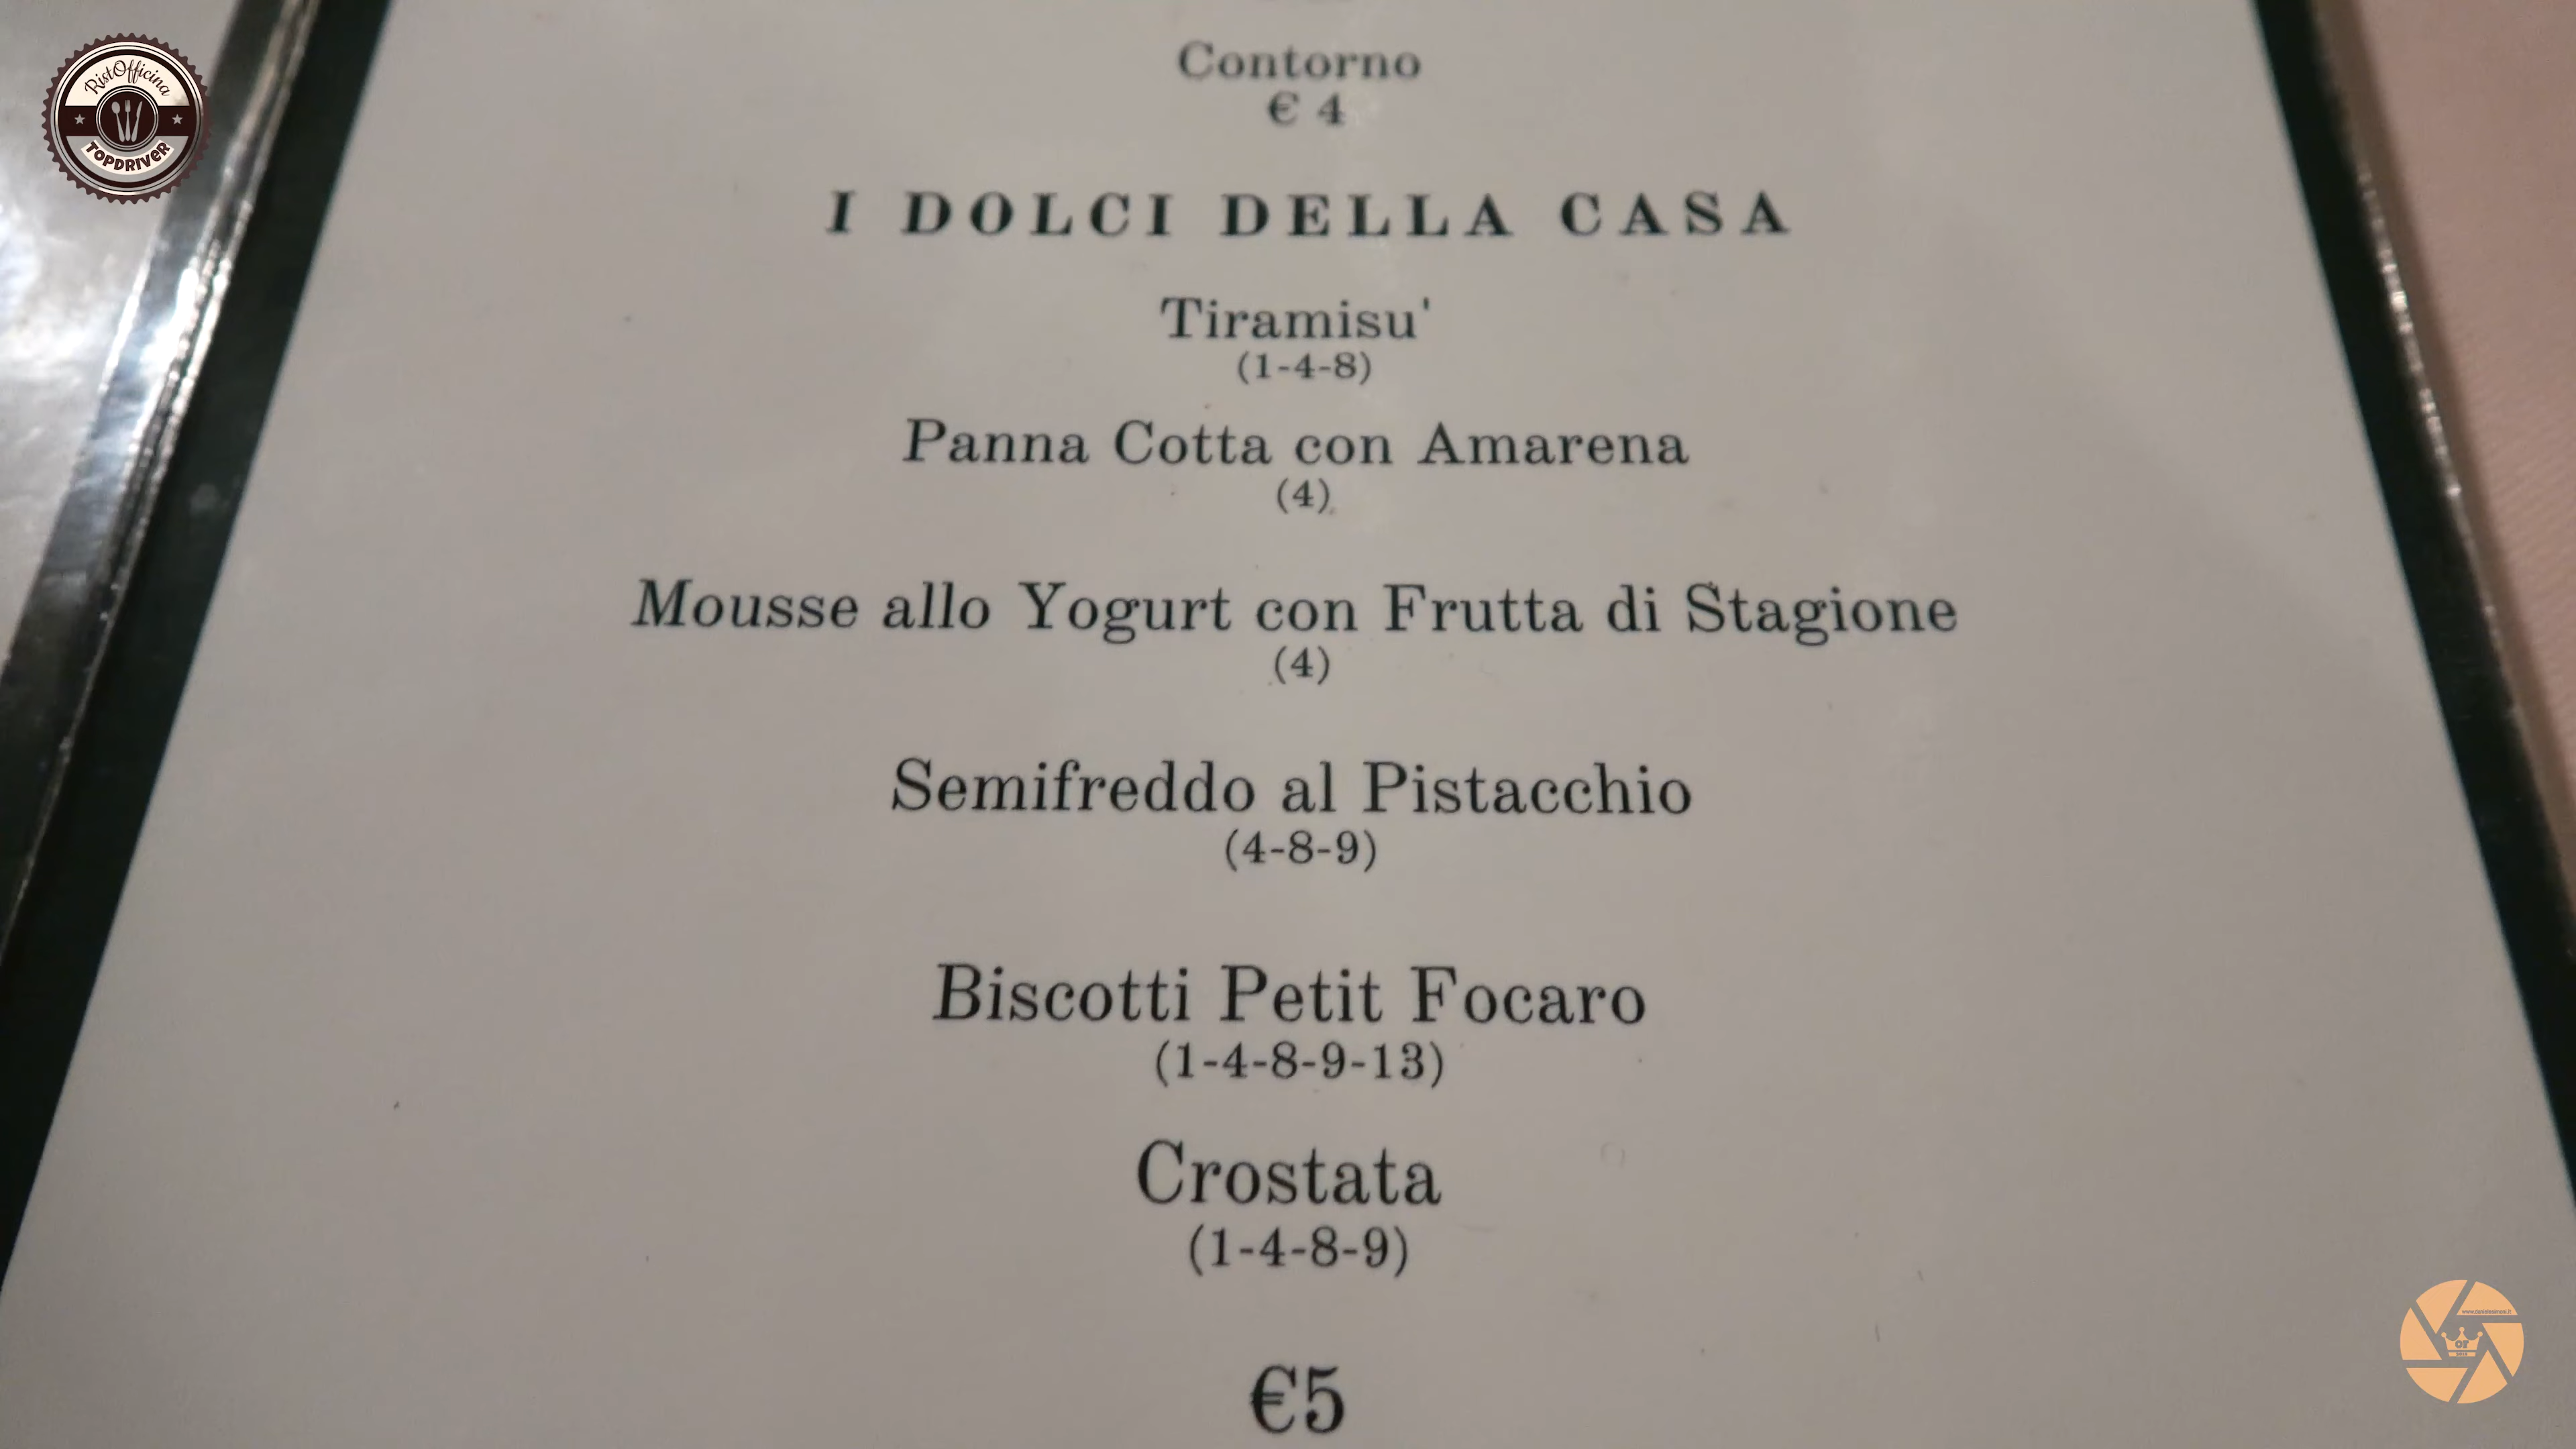 RistOfficina
TOPDRIVER
Contorno
€ 4
I DOLCI DELLA CASA
Tiramisu'
(1-4-8)
Panna Cotta con Amarena
(4)
Mousse allo Yogurt con Frutta di Stagione
(4)
Semifreddo al Pistacchio
(4-8-9)
Biscotti Petit Focaro
(1-4-8-9-13)
Crostata
(1-4-8-9)
€5